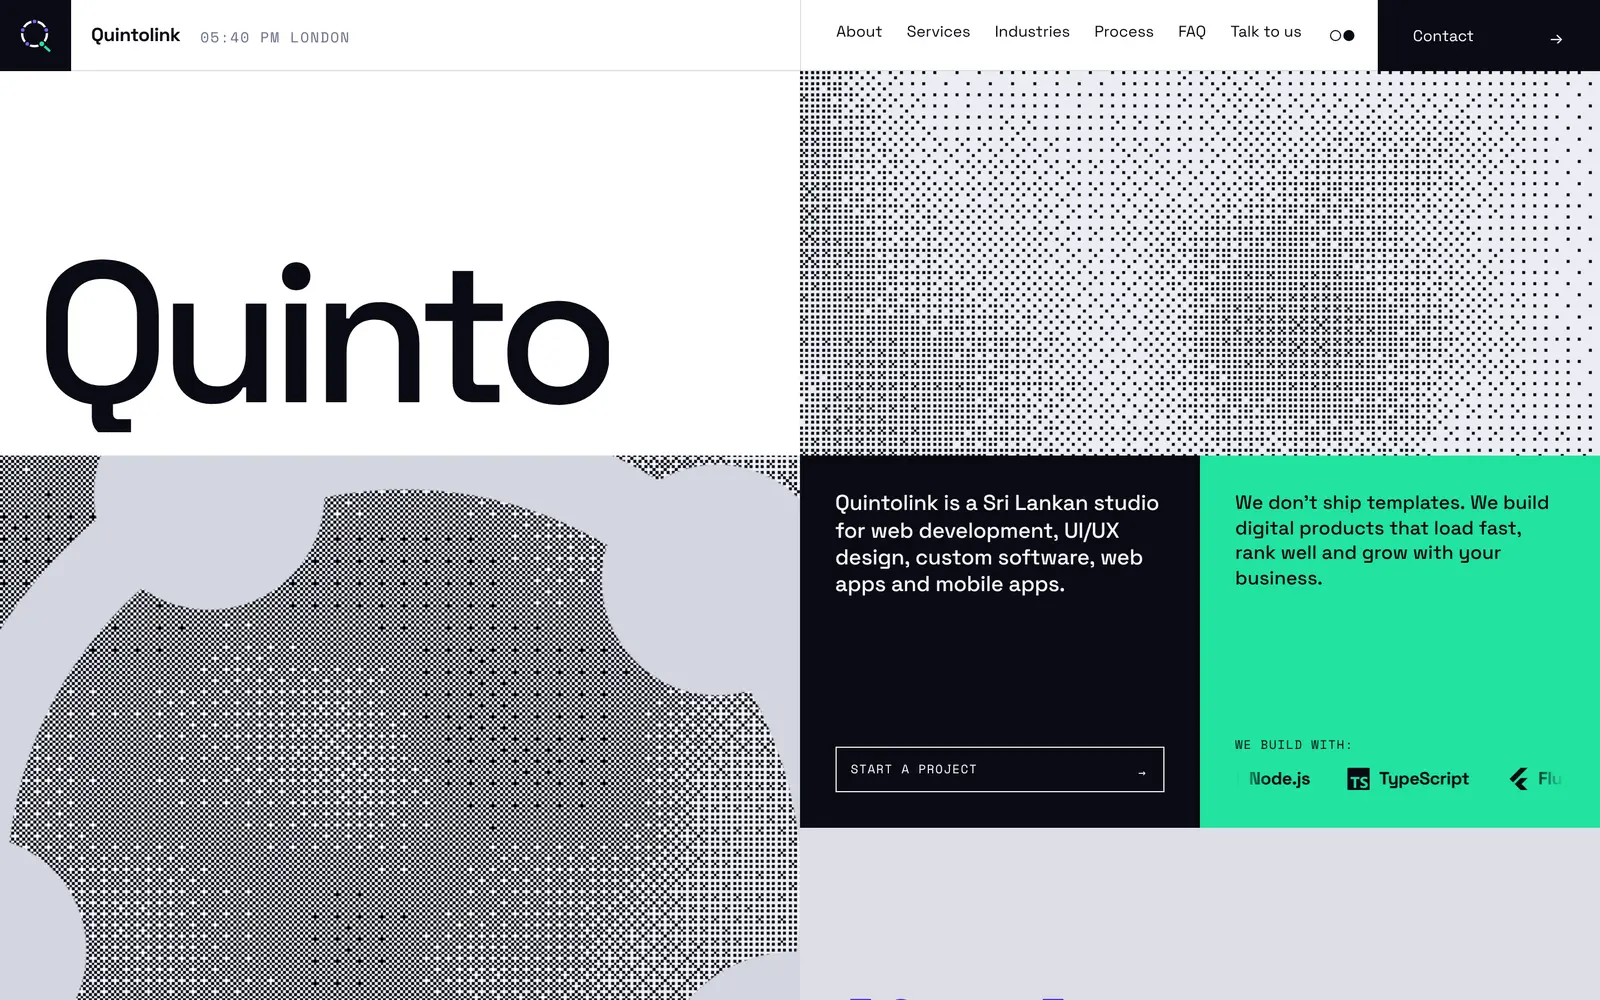 Quintolink 05:40 PM LONDON
About Services Industries Process FAQ Talk to us
Contact →
Quinto
Quintolink is a Sri Lankan studio
for web development, UI/UX
design, custom software, web
apps and mobile apps.
START A PROJECT →
We don’t ship templates. We build
digital products that load fast,
rank well and grow with your
business.
WE BUILD WITH:
Node.js TS TypeScript Flu